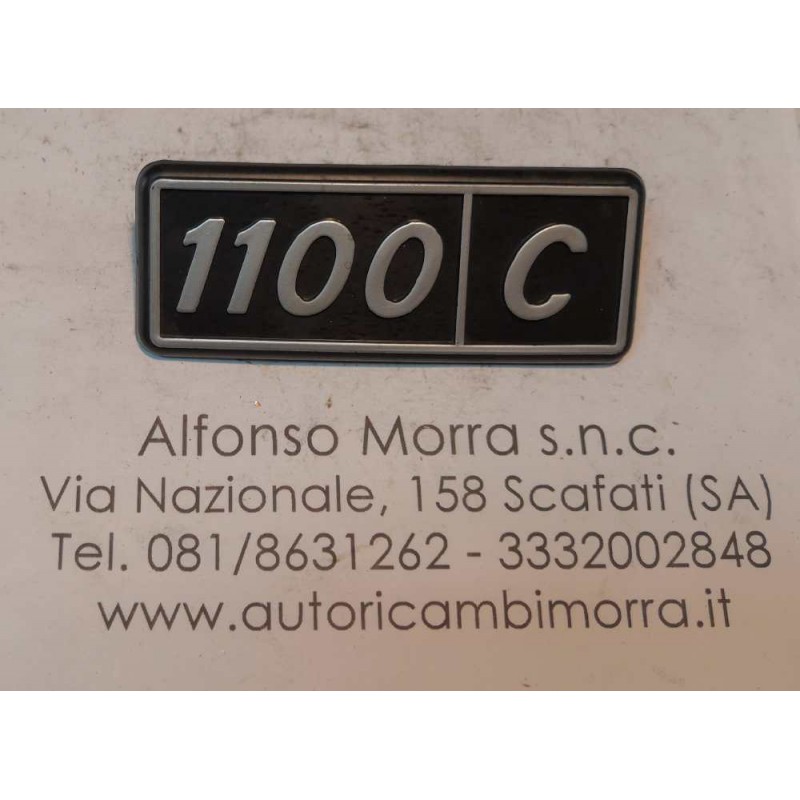 1100 C
Alfonso Morra s.n.c.
Via Nazionale, 158 Scafati (SA)
Tel. 081/8631262 - 3332002848
www.autoricambimorra.it